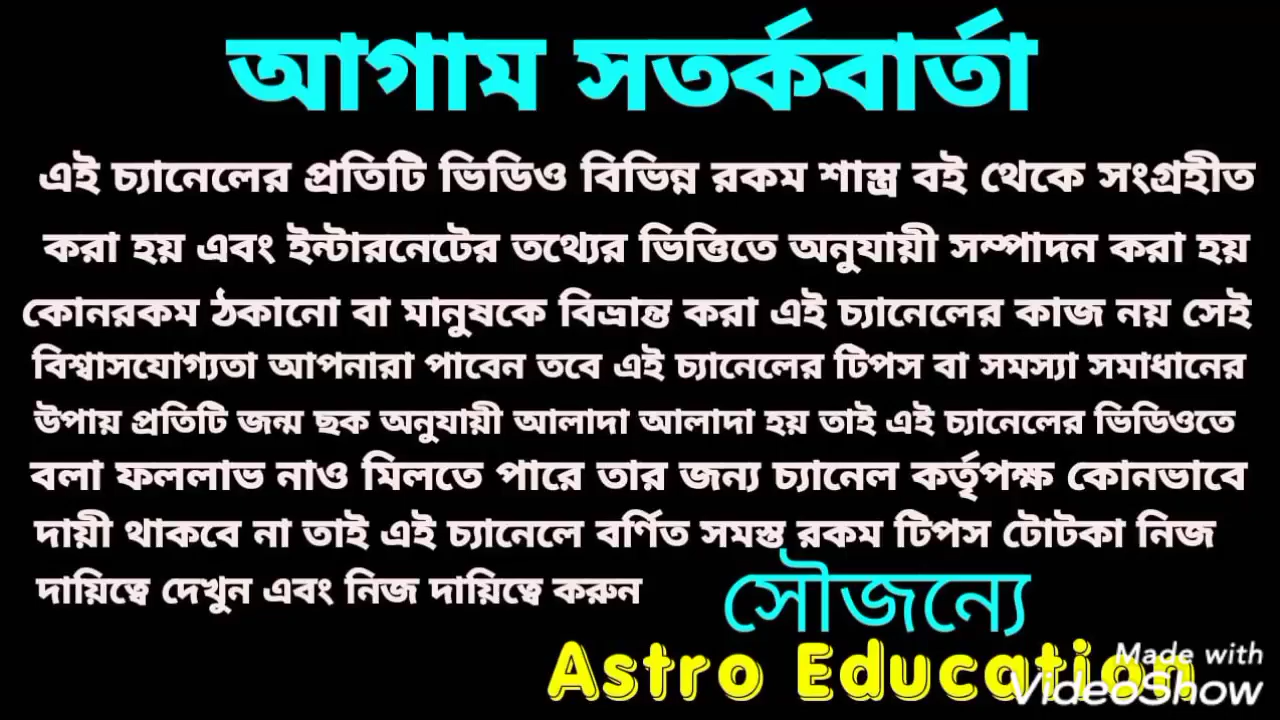 আগাম সতর্কবার্তা
এই চ্যানেলের প্রতিটি ভিডিও বিভিন্ন রকম শাস্ত্র বই থেকে সংগ্রহীত
করা হয় এবং ইন্টারনেটের তথ্যের ভিত্তিতে অনুযায়ী সম্পাদন করা হয়
কোনরকম ঠকানো বা মানুষকে বিভ্রান্ত করা এই চ্যানেলের কাজ নয় সেই
বিশ্বাসযোগ্যতা আপনারা পাবেন তবে এই চ্যানেলের টিপস বা সমস্যা সমাধানের
উপায় প্রতিটি জন্ম ছক অনুযায়ী আলাদা আলাদা হয় তাই এই চ্যানেলের ভিডিওতে
বলা ফললাভ নাও মিলতে পারে তার জন্য চ্যানেল কর্তৃপক্ষ কোনভাবে
দায়ী থাকবে না তাই এই চ্যানেলে বর্ণিত সমস্ত রকম টিপস টোটকা নিজ
দায়িত্বে দেখুন এবং নিজ দায়িত্বে করুন
সৌজন্যে
Astro Education
Made with
VideoShow